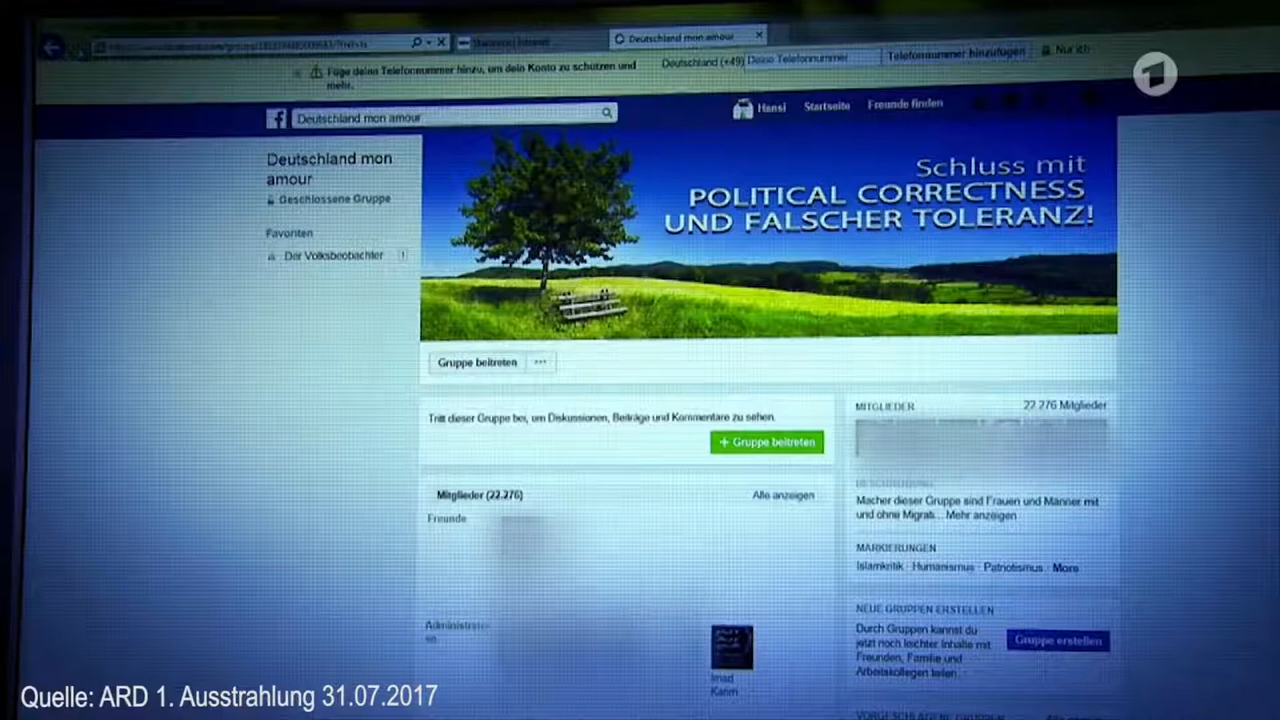 Deutschland mon amour
Füge deine Telefonnummer hinzu, um dein Konto zu schützen und
mehr.
Deutschland (+49)
Deine Telefonnummer
Telefonnummer hinzufügen
Nur ich
Deutschland mon amour
Hansi
Startseite
Freunde finden
Deutschland mon
amour
Geschlossene Gruppe
Favoriten
Der Volksbeobachter
Schluss mit
POLITICAL CORRECTNESS
UND FALSCHER TOLERANZ!
Gruppe beitreten
Tritt dieser Gruppe bei, um Diskussionen, Beiträge und Kommentare zu sehen.
+ Gruppe beitreten
Mitglieder (22.276)
Alle anzeigen
Freunde
Imad
Karim
MITGLIEDER
22 276 Mitglieder
Macher dieser Gruppe sind Frauen und Männer mit
und ohne Migrati... Mehr anzeigen
MARKIERUNGEN
Islamkritik · Humanismus · Patriotismus · More
NEUE GRUPPEN ERSTELLEN
Durch Gruppen kannst du
jetzt noch leichter Inhalte mit
Freunden, Familie und
Arbeitskollegen teilen.
Gruppe erstellen
Quelle: ARD 1. Ausstrahlung 31.07.2017